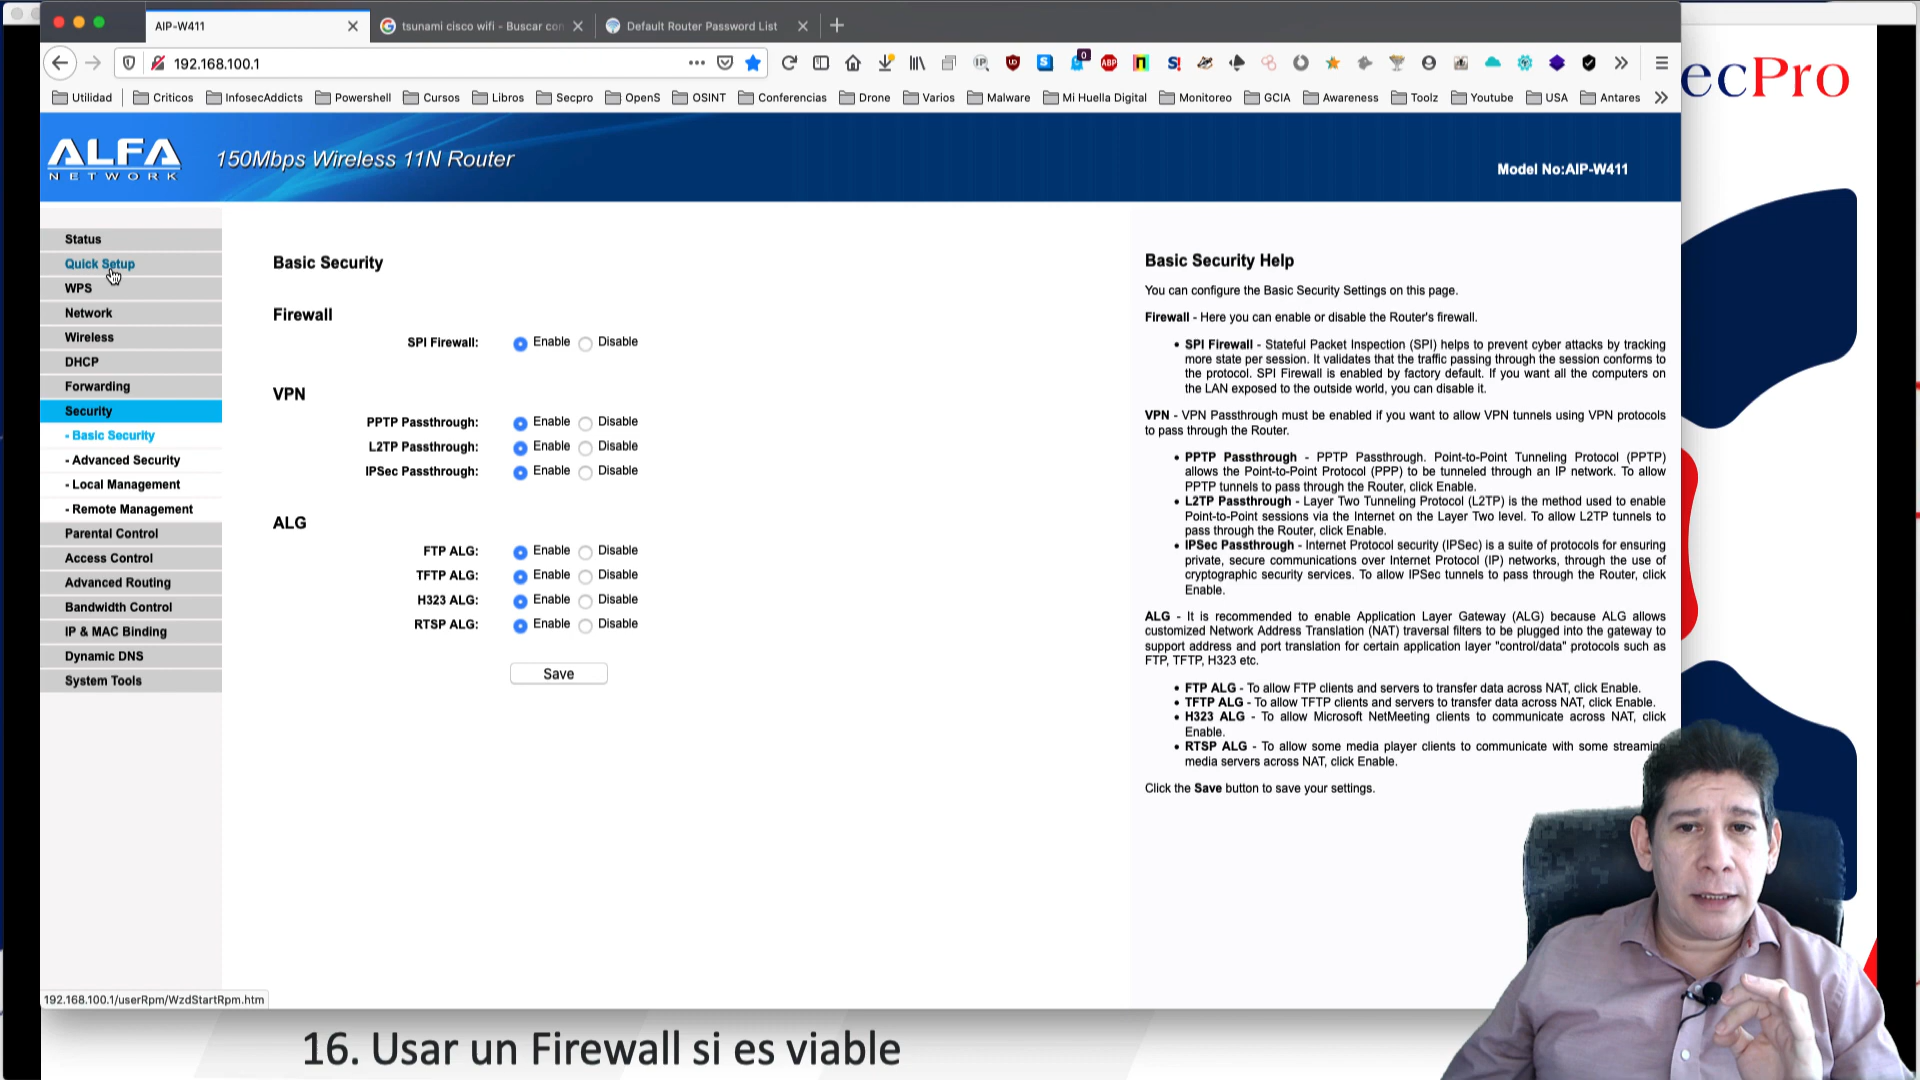 AIP-W411
tsunami cisco wifi - Buscar con
Default Router Password List
192.168.100.1
0
Utilidad
Criticos
InfosecAddicts
Powershell
Cursos
Libros
Secpro
OpenS
OSINT
Conferencias
Drone
Varios
Malware
Mi Huella Digital
Monitoreo
GCIA
Awareness
Toolz
Youtube
USA
Antares
ecPro
ALFA
NETWORK
150Mbps Wireless 11N Router
Model No:AIP-W411
Status
Quick Setup
WPS
Network
Wireless
DHCP
Forwarding
Security
- Basic Security
- Advanced Security
- Local Management
- Remote Management
Parental Control
Access Control
Advanced Routing
Bandwidth Control
IP & MAC Binding
Dynamic DNS
System Tools
Basic Security
Firewall
SPI Firewall: Enable Disable
VPN
PPTP Passthrough: Enable Disable
L2TP Passthrough: Enable Disable
IPSec Passthrough: Enable Disable
ALG
FTP ALG: Enable Disable
TFTP ALG: Enable Disable
H323 ALG: Enable Disable
RTSP ALG: Enable Disable
Save
Basic Security Help
You can configure the Basic Security Settings on this page.
Firewall - Here you can enable or disable the Router's firewall.
• SPI Firewall - Stateful Packet Inspection (SPI) helps to prevent cyber attacks by tracking
more state per session. It validates that the traffic passing through the session conforms to
the protocol. SPI Firewall is enabled by factory default. If you want all the computers on
the LAN exposed to the outside world, you can disable it.
VPN - VPN Passthrough must be enabled if you want to allow VPN tunnels using VPN protocols
to pass through the Router.
• PPTP Passthrough - PPTP Passthrough. Point-to-Point Tunneling Protocol (PPTP)
allows the Point-to-Point Protocol (PPP) to be tunneled through an IP network. To allow
PPTP tunnels to pass through the Router, click Enable.
• L2TP Passthrough - Layer Two Tunneling Protocol (L2TP) is the method used to enable
Point-to-Point sessions via the Internet on the Layer Two level. To allow L2TP tunnels to
pass through the Router, click Enable.
• IPSec Passthrough - Internet Protocol security (IPSec) is a suite of protocols for ensuring
private, secure communications over Internet Protocol (IP) networks, through the use of
cryptographic security services. To allow IPSec tunnels to pass through the Router, click
Enable.
ALG - It is recommended to enable Application Layer Gateway (ALG) because ALG allows
customized Network Address Translation (NAT) traversal filters to be plugged into the gateway to
support address and port translation for certain application layer "control/data" protocols such as
FTP, TFTP, H323 etc.
• FTP ALG - To allow FTP clients and servers to transfer data across NAT, click Enable.
• TFTP ALG - To allow TFTP clients and servers to transfer data across NAT, click Enable.
• H323 ALG - To allow Microsoft NetMeeting clients to communicate across NAT, click
Enable.
• RTSP ALG - To allow some media player clients to communicate with some streaming
media servers across NAT, click Enable.
Click the Save button to save your settings.
192.168.100.1/userRpm/WzdStartRpm.htm
16. Usar un Firewall si es viable